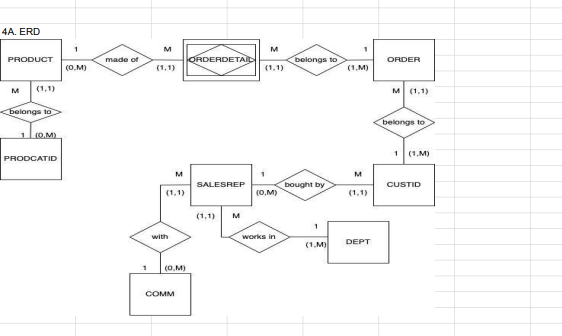 4A. ERD
1 M M 1
PRODUCT made of ORDERDETAIL belongs to ORDER
(0,M) (1,1) (1,1) (1,M)
M (1,1) M (1,1)
belongs to belongs to
1 (0,M) 1 (1,M)
PRODCATID
M 1 M
SALESREP bought by CUSTID
(1,1) (0,M) (1,1)
(1,1) M 1
with works in DEPT
(1,M)
1 (0,M)
COMM